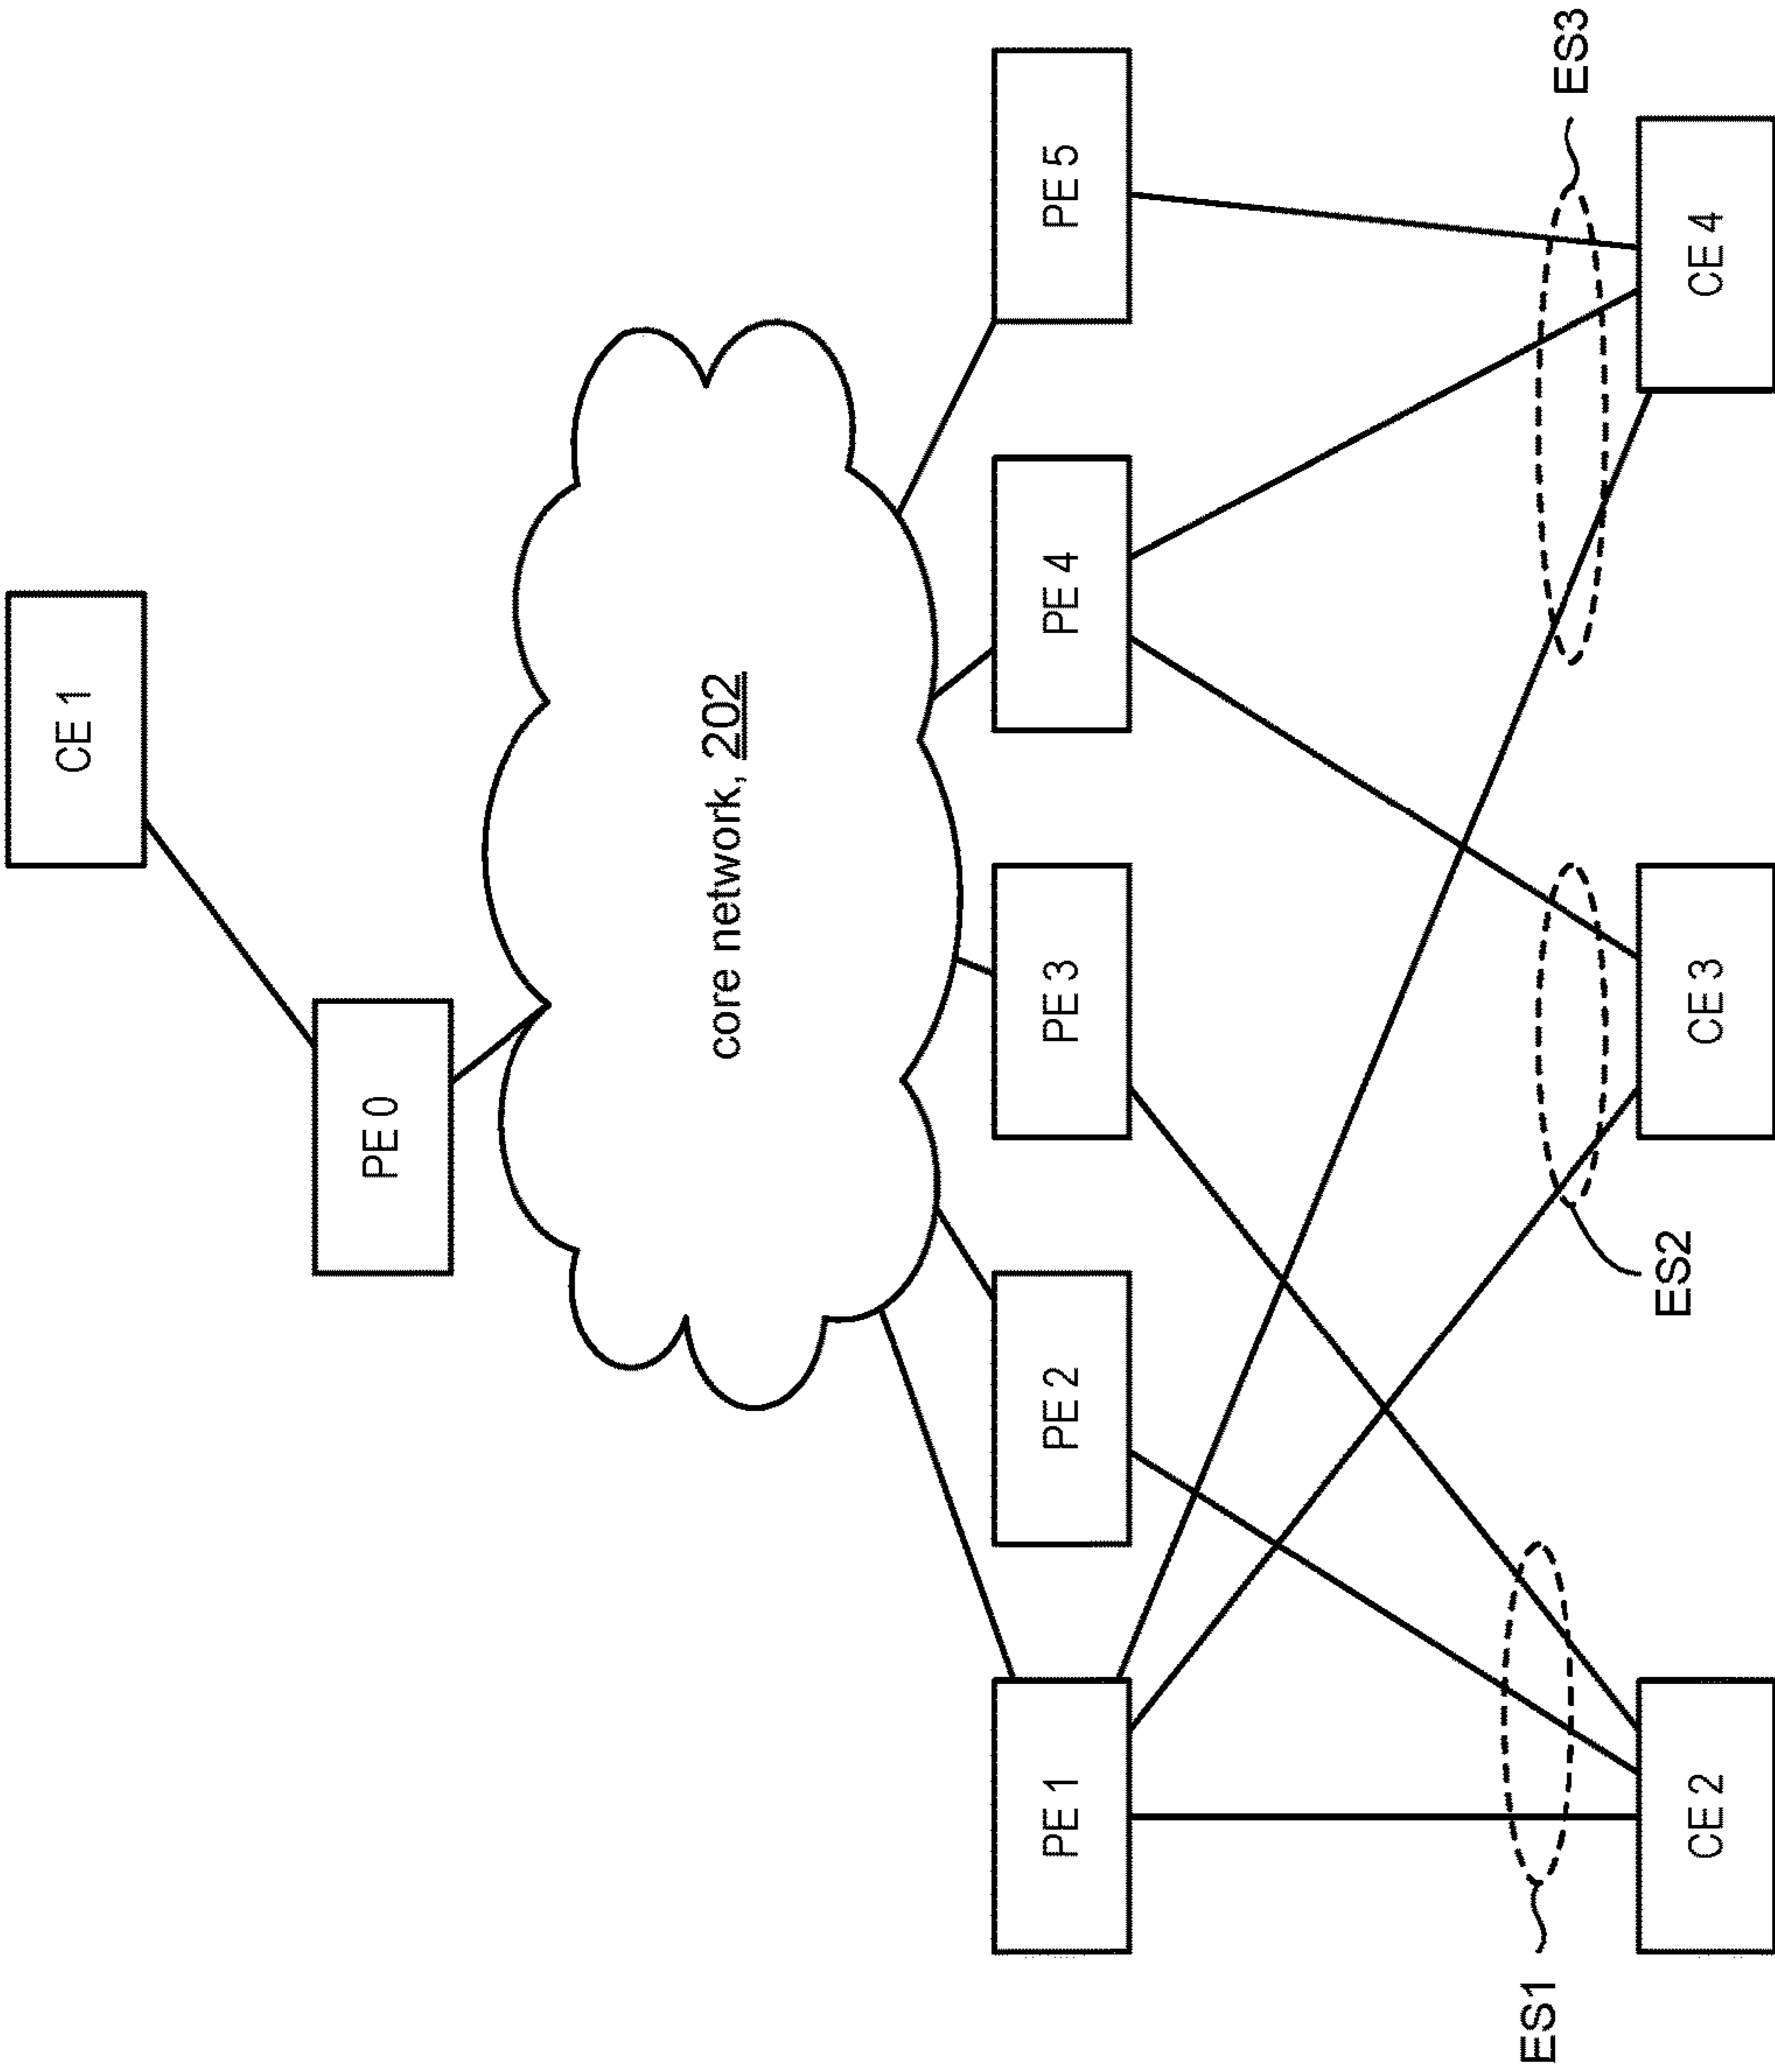 CE 1
PE 0
core network, 202
PE 1
PE 2
PE 3
PE 4
PE 5
ES1
ES2
ES3
CE 2
CE 3
CE 4